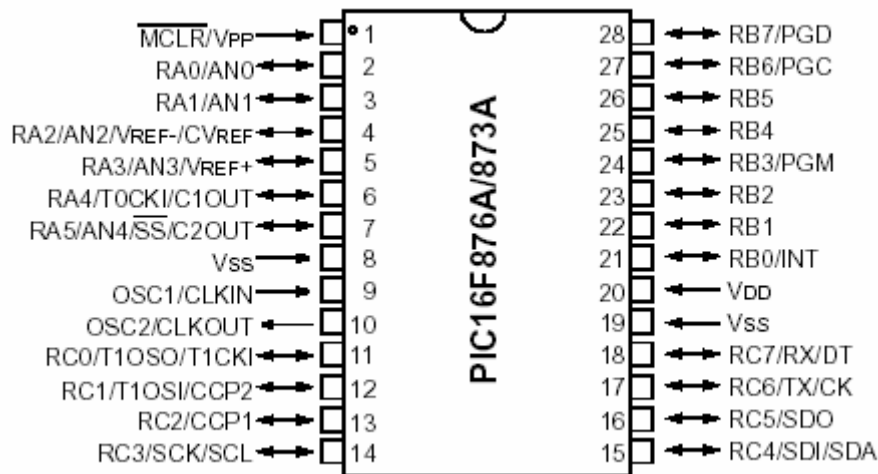 MCLR/VPP 1 28 RB7/PGD
RA0/AN0 2 27 RB6/PGC
RA1/AN1 3 26 RB5
RA2/AN2/VREF-/CVREF 4 25 RB4
RA3/AN3/VREF+ 5 24 RB3/PGM
RA4/T0CKI/C1OUT 6 23 RB2
RA5/AN4/SS/C2OUT 7 22 RB1
VSS 8 21 RB0/INT
OSC1/CLKIN 9 20 VDD
OSC2/CLKOUT 10 19 VSS
RC0/T1OSO/T1CKI 11 18 RC7/RX/DT
RC1/T1OSI/CCP2 12 17 RC6/TX/CK
RC2/CCP1 13 16 RC5/SDO
RC3/SCK/SCL 14 15 RC4/SDI/SDA
PIC16F876A/873A